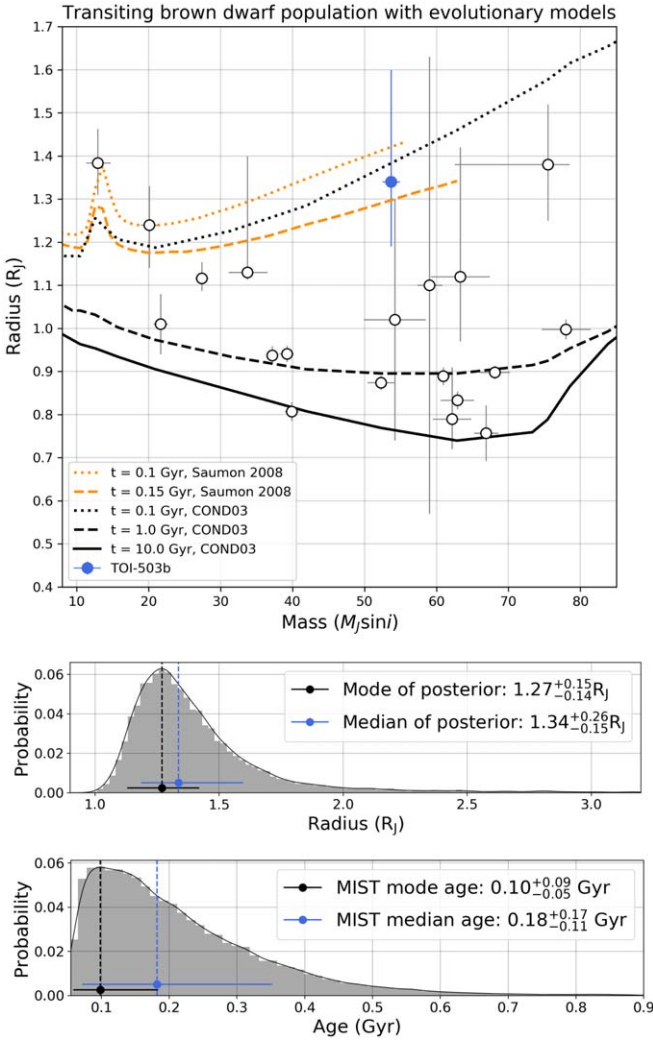 Transiting brown dwarf population with evolutionary models
1.7
1.6
1.5
1.4
1.3
1.2
1.1
1.0
0.9
0.8
0.7
0.6
0.5
0.4
Radius (R_J)
t = 0.1 Gyr, Saumon 2008
t = 0.15 Gyr, Saumon 2008
t = 0.1 Gyr, COND03
t = 1.0 Gyr, COND03
t = 10.0 Gyr, COND03
TOI-503b
10 20 30 40 50 60 70 80
Mass (M_J sin i)
0.06
0.04
0.02
0.00
Probability
Mode of posterior: 1.27^{+0.15}_{-0.14}R_J
Median of posterior: 1.34^{+0.26}_{-0.15}R_J
1.0 1.5 2.0 2.5 3.0
Radius (R_J)
0.06
0.04
0.02
0.00
Probability
MIST mode age: 0.10^{+0.09}_{-0.05} Gyr
MIST median age: 0.18^{+0.17}_{-0.11} Gyr
0.1 0.2 0.3 0.4 0.5 0.6 0.7 0.8 0.9
Age (Gyr)